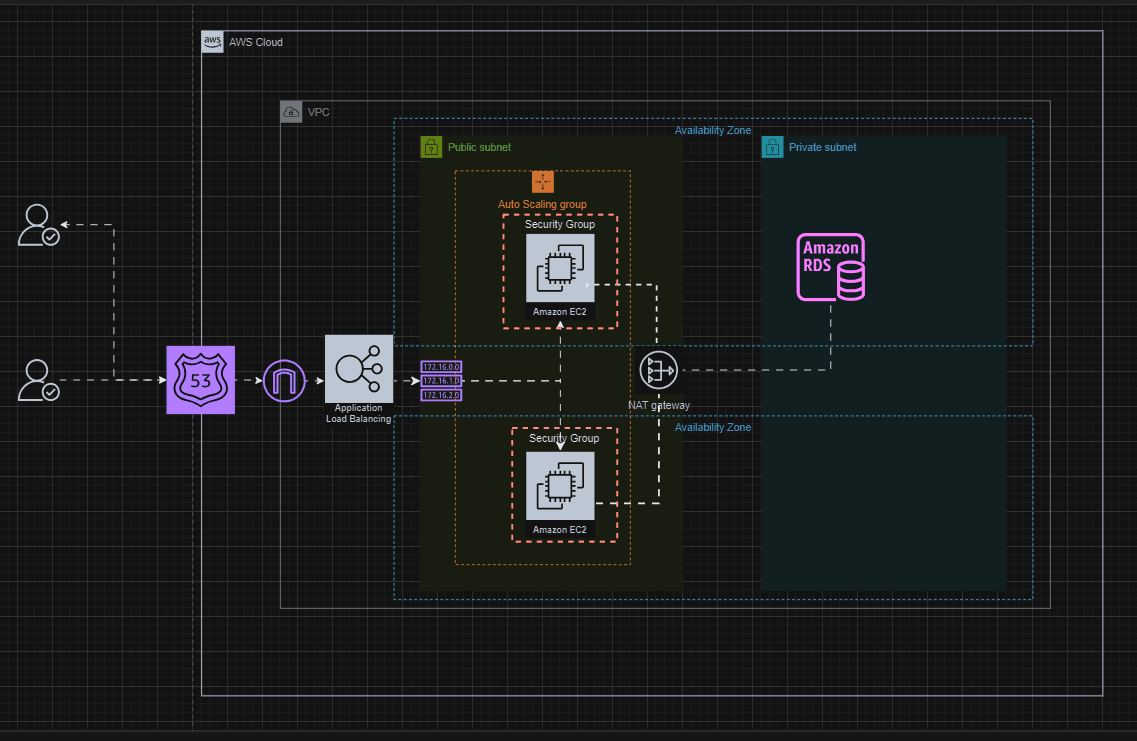 aws
AWS Cloud
VPC
Availability Zone
Public subnet
Private subnet
Auto Scaling group
Security Group
Amazon
RDS
Amazon EC2
53
172.16.0.0
172.16.1.0
172.16.2.0
Application
Load Balancing
NAT gateway
Availability Zone
Security Group
Amazon EC2